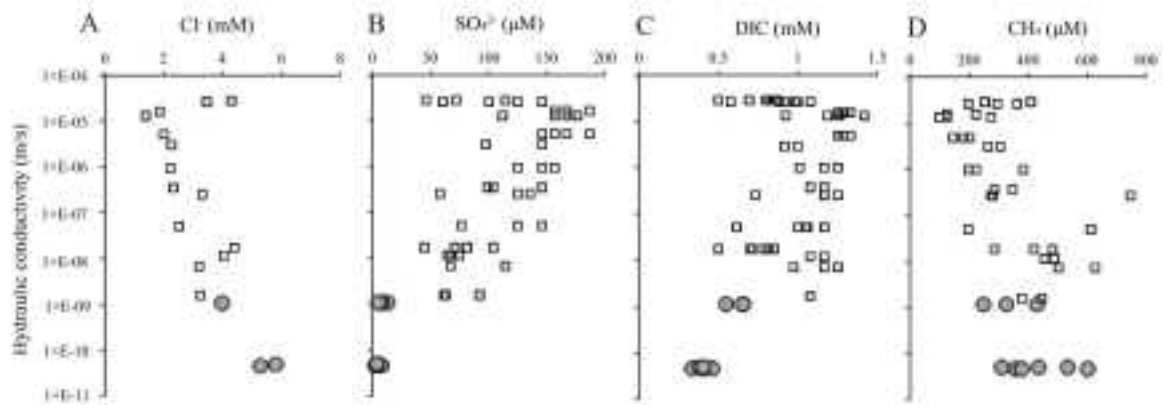 A Cl⁻ (mM) B SO₄²⁻ (μM) C DIC (mM) D CH₄ (μM)
0 2 4 6 8 0 50 100 150 200 0 0.5 1 1.5 0 200 400 600 800
1×E-04
1×E-05
1×E-06
1×E-07
1×E-08
1×E-09
1×E-10
1×E-11
Hydraulic conductivity (m/s)